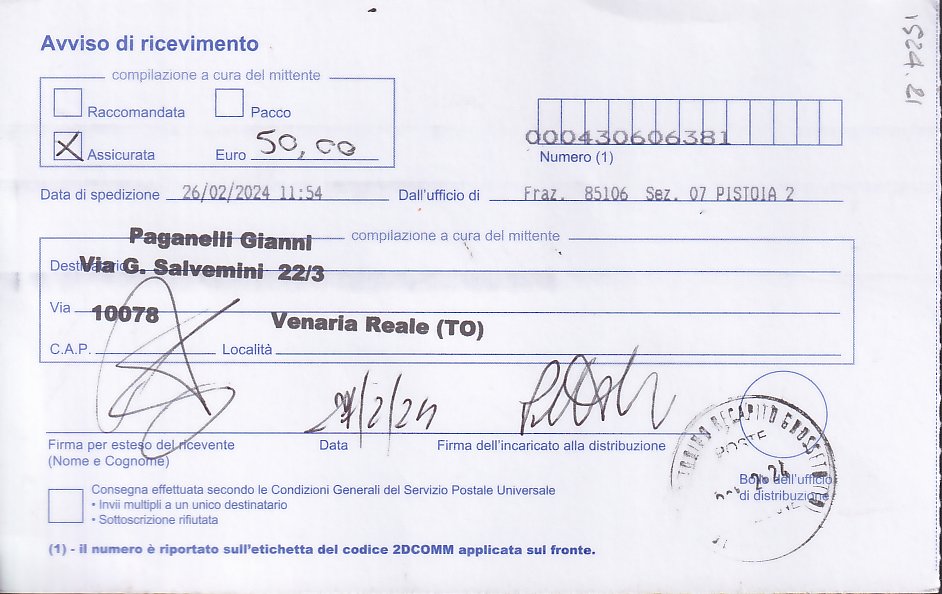 1522.21
Avviso di ricevimento
compilazione a cura del mittente
Raccomandata Pacco
X Assicurata Euro 50,00
000430606381
Numero (1)
Data di spedizione 26/02/2024 11:54 Dall'ufficio di Fraz. 85106 Sez. 07 PISTOIA 2
compilazione a cura del mittente
Paganelli Gianni
Destinatario Via G. Salvemini 22/3
Via
10078 Venaria Reale (TO)
C.A.P. Località
Firma per esteso del ricevente Data Firma dell'incaricato alla distribuzione
(Nome e Cognome)
POSTE
Bollo dell'ufficio
di distribuzione
Consegna effettuata secondo le Condizioni Generali del Servizio Postale Universale
• Invii multipli a un unico destinatario
• Sottoscrizione rifiutata
(1) - il numero è riportato sull'etichetta del codice 2DCOMM applicata sul fronte.